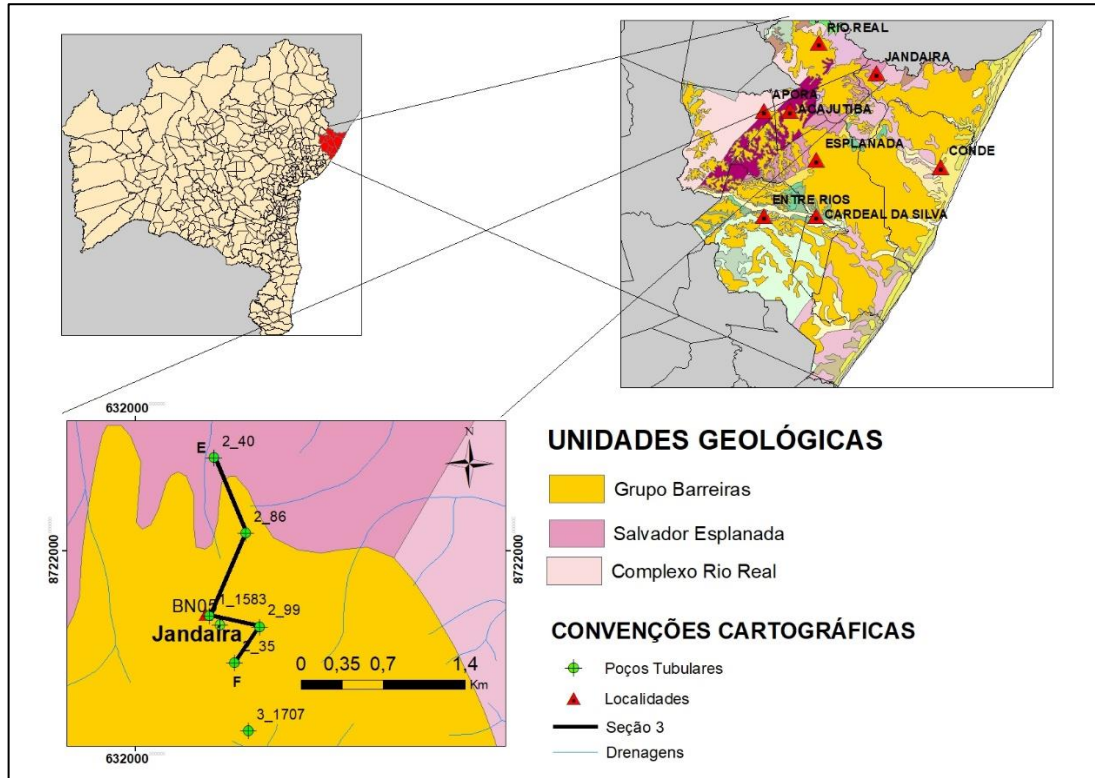 RIO REAL
JANDAIRA
APORA
ACAJUTIBA
ESPLANADA
CONDE
ENTRE RIOS
CARDEAL DA SILVA
632000
N
E
2_40
2_86
8722000
8722000
1_1583
BN05
2_99
Jandaíra
2_35
F
0 0,35 0,7 1,4
Km
3_1707
632000
UNIDADES GEOLÓGICAS
Grupo Barreiras
Salvador Esplanada
Complexo Rio Real
CONVENÇÕES CARTOGRÁFICAS
Poços Tubulares
Localidades
Seção 3
Drenagens